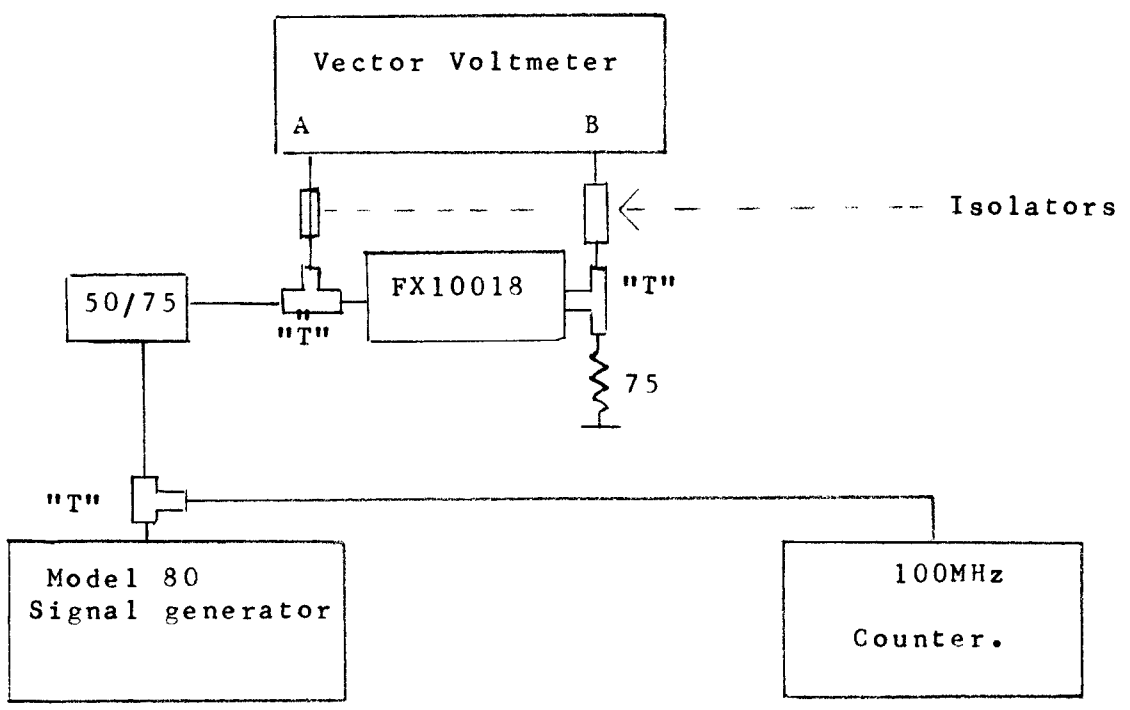 Vector Voltmeter
A
B
Isolators
50/75
FX10018
"T"
"T"
75
"T"
Model 80
Signal generator
100MHz
Counter.